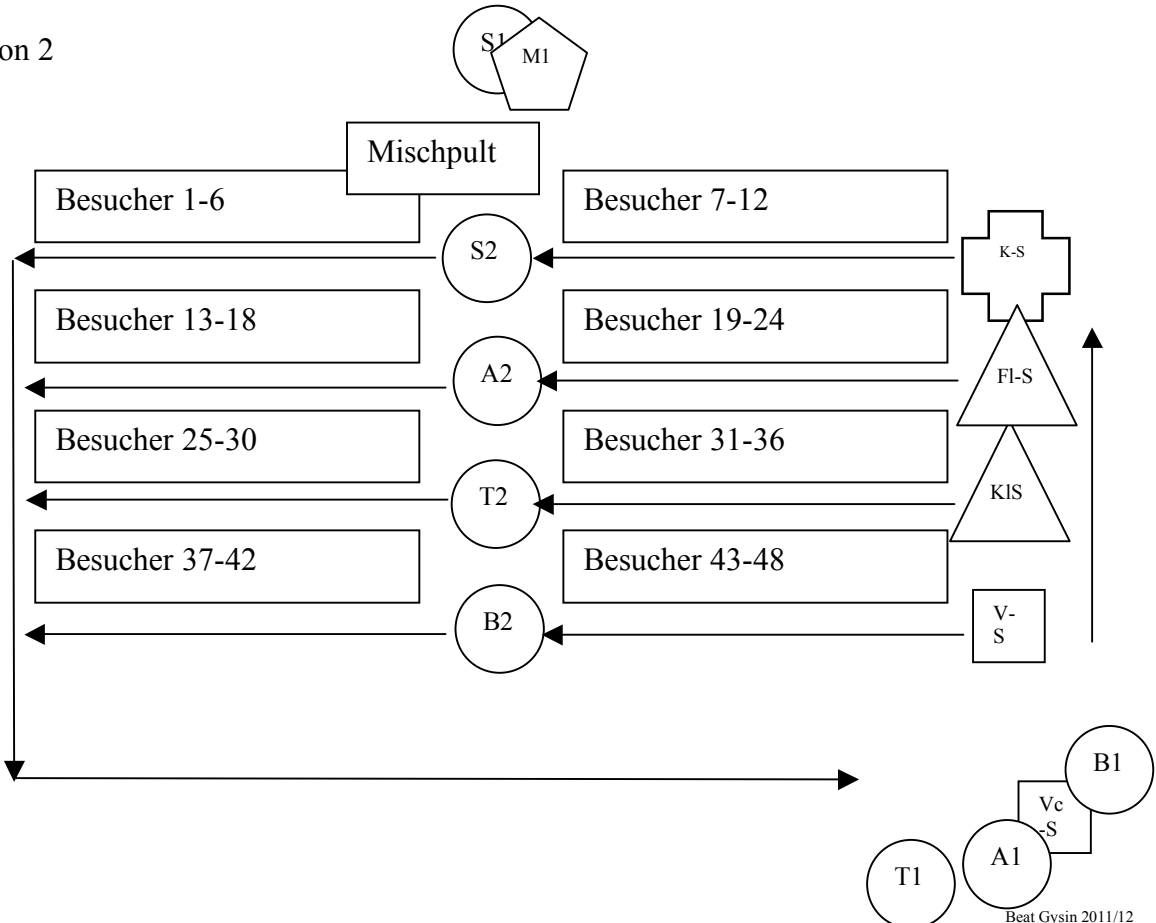 on 2
S1
M1
Mischpult
Besucher 1-6
Besucher 7-12
S2
K-S
Besucher 13-18
Besucher 19-24
A2
Fl-S
Besucher 25-30
Besucher 31-36
T2
KlS
Besucher 37-42
Besucher 43-48
B2
V-
S
B1
Vc
-S
A1
T1
Beat Gysin 2011/12